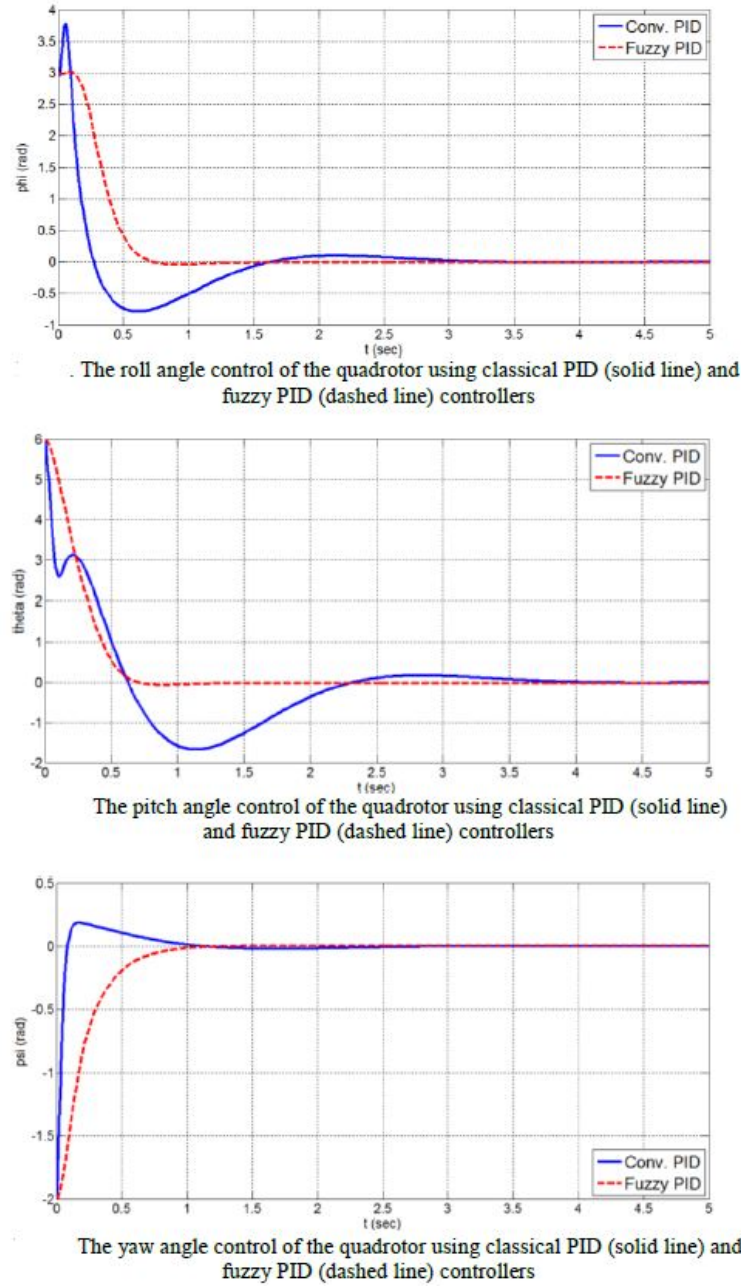 4
3.5
3
2.5
2
1.5
1
0.5
0
-0.5
-1
phi (rad)
Conv. PID
Fuzzy PID
0 0.5 1 1.5 2 2.5 3 3.5 4 4.5 5
t (sec)
. The roll angle control of the quadrotor using classical PID (solid line) and
fuzzy PID (dashed line) controllers
6
5
4
3
2
1
0
-1
-2
theta (rad)
Conv. PID
Fuzzy PID
0 0.5 1 1.5 2 2.5 3 3.5 4 4.5 5
t (sec)
The pitch angle control of the quadrotor using classical PID (solid line)
and fuzzy PID (dashed line) controllers
0.5
0
-0.5
-1
-1.5
-2
psi (rad)
Conv. PID
Fuzzy PID
0 0.5 1 1.5 2 2.5 3 3.5 4 4.5 5
t (sec)
The yaw angle control of the quadrotor using classical PID (solid line) and
fuzzy PID (dashed line) controllers